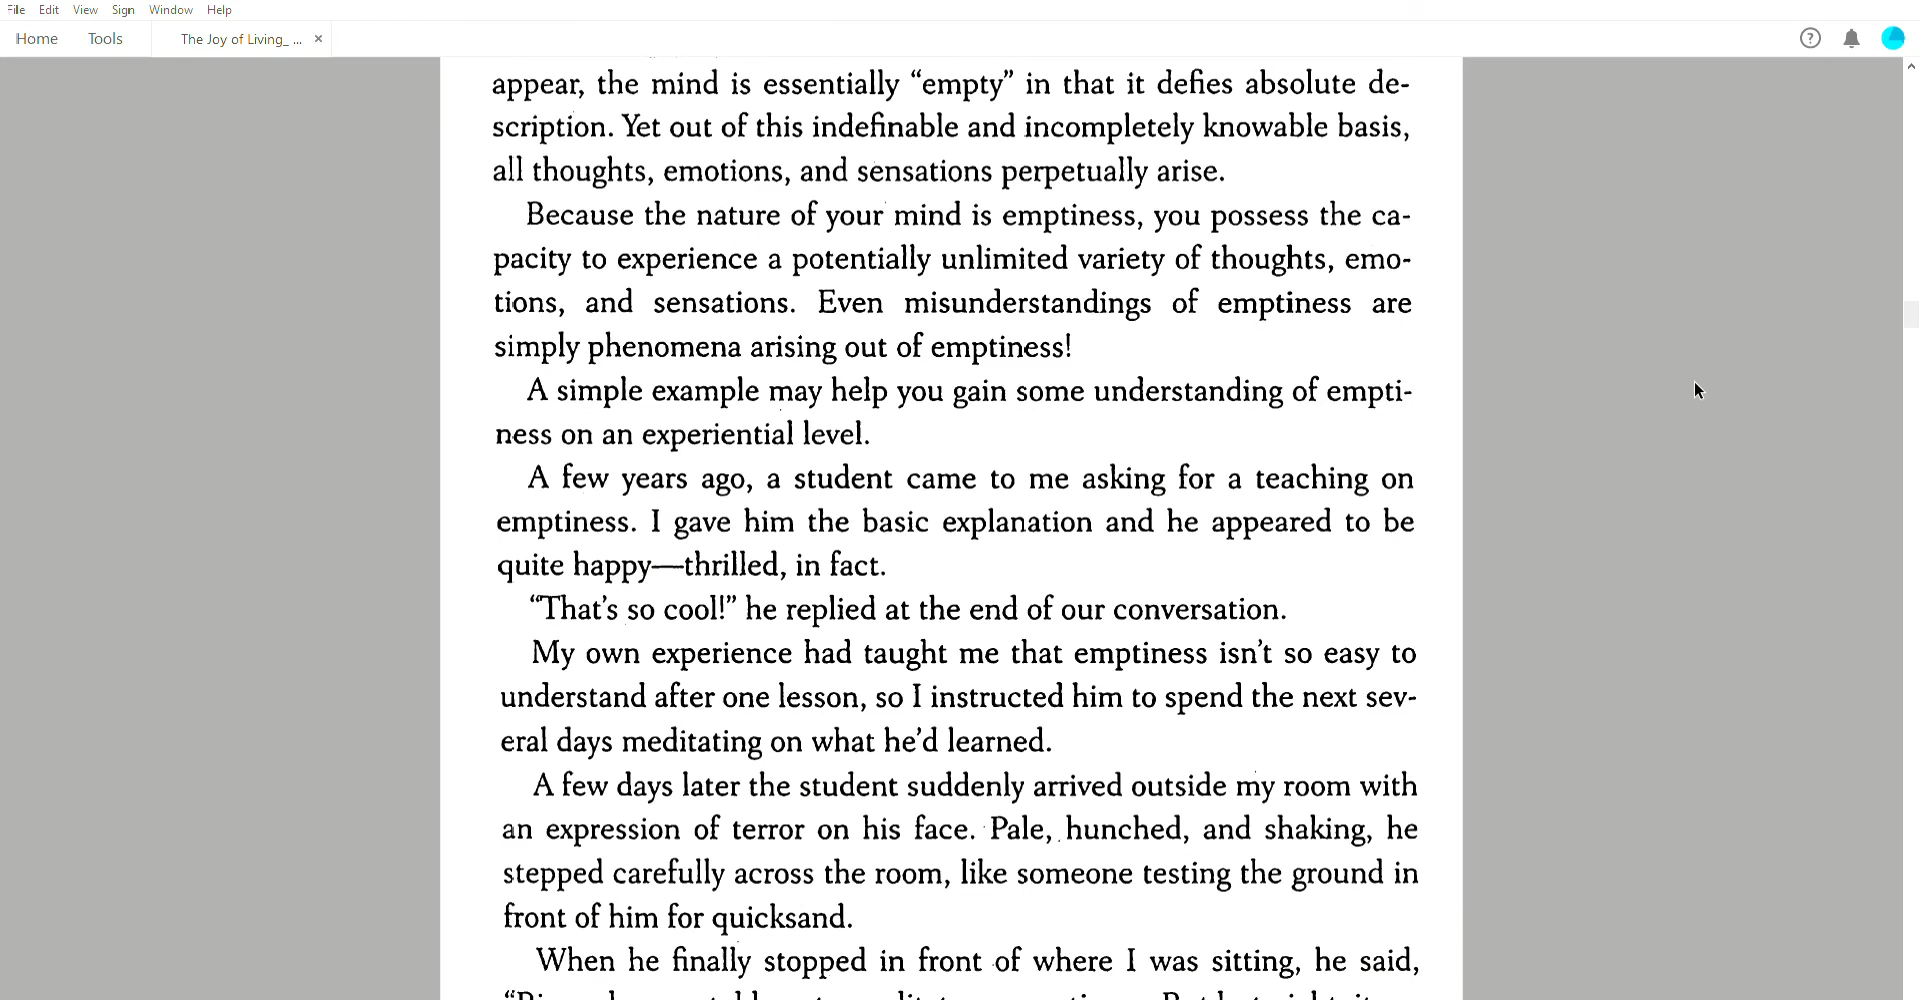 File Edit View Sign Window Help
Home Tools The Joy of Living_ ... ×
appear, the mind is essentially “empty” in that it defies absolute de-
scription. Yet out of this indefinable and incompletely knowable basis,
all thoughts, emotions, and sensations perpetually arise.
Because the nature of your mind is emptiness, you possess the ca-
pacity to experience a potentially unlimited variety of thoughts, emo-
tions, and sensations. Even misunderstandings of emptiness are
simply phenomena arising out of emptiness!
A simple example may help you gain some understanding of empti-
ness on an experiential level.
A few years ago, a student came to me asking for a teaching on
emptiness. I gave him the basic explanation and he appeared to be
quite happy—thrilled, in fact.
“That’s so cool!” he replied at the end of our conversation.
My own experience had taught me that emptiness isn’t so easy to
understand after one lesson, so I instructed him to spend the next sev-
eral days meditating on what he’d learned.
A few days later the student suddenly arrived outside my room with
an expression of terror on his face. Pale, hunched, and shaking, he
stepped carefully across the room, like someone testing the ground in
front of him for quicksand.
When he finally stopped in front of where I was sitting, he said,